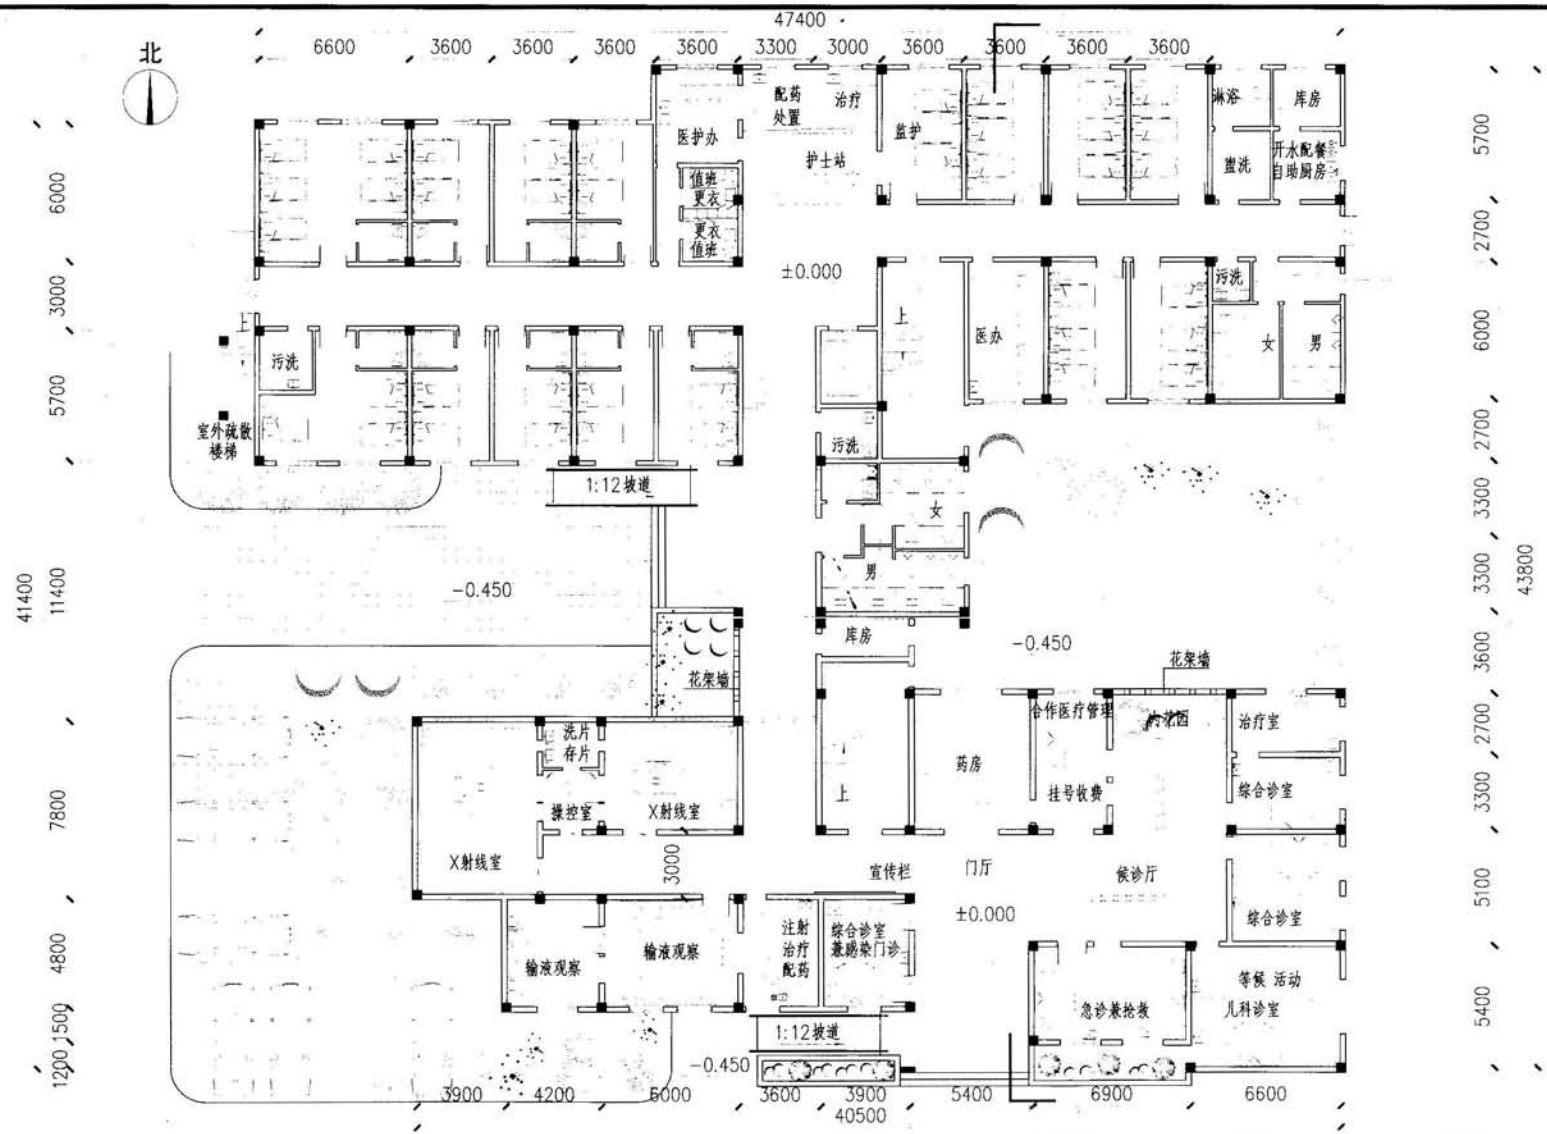 47400
6600 3600 3600 3600 3600 3300 3000 3600 3600 3600 3600
北
配药
处置
治疗
医护办
护士站
监护
淋浴
库房
盥洗
开水配餐
自助厨房
值班
更衣
更衣
值班
±0.000
上
污洗
上
医办
污洗
女
男
室外疏散
楼梯
污洗
1:12坡道
女
-0.450
男
库房
-0.450
花架墙
花架墙
合作医疗管理
内花园
治疗室
洗片
存片
药房
综合诊室
操控室
X射线室
上
挂号收费
X射线室
3000
宣传栏
门厅
候诊厅
±0.000
综合诊室
注射
治疗
配药
综合诊室
兼感染门诊
输液观察
输液观察
等候 活动
儿科诊室
急诊兼抢救
1:12坡道
-0.450
6000
3000
5700
11400
41400
7800
4800
1500
1200
5700
2700
6000
2700
3300
3300
43800
3600
2700
3300
5100
5400
3900 4200 6000 3600 3900 5400 6900 6600
40500